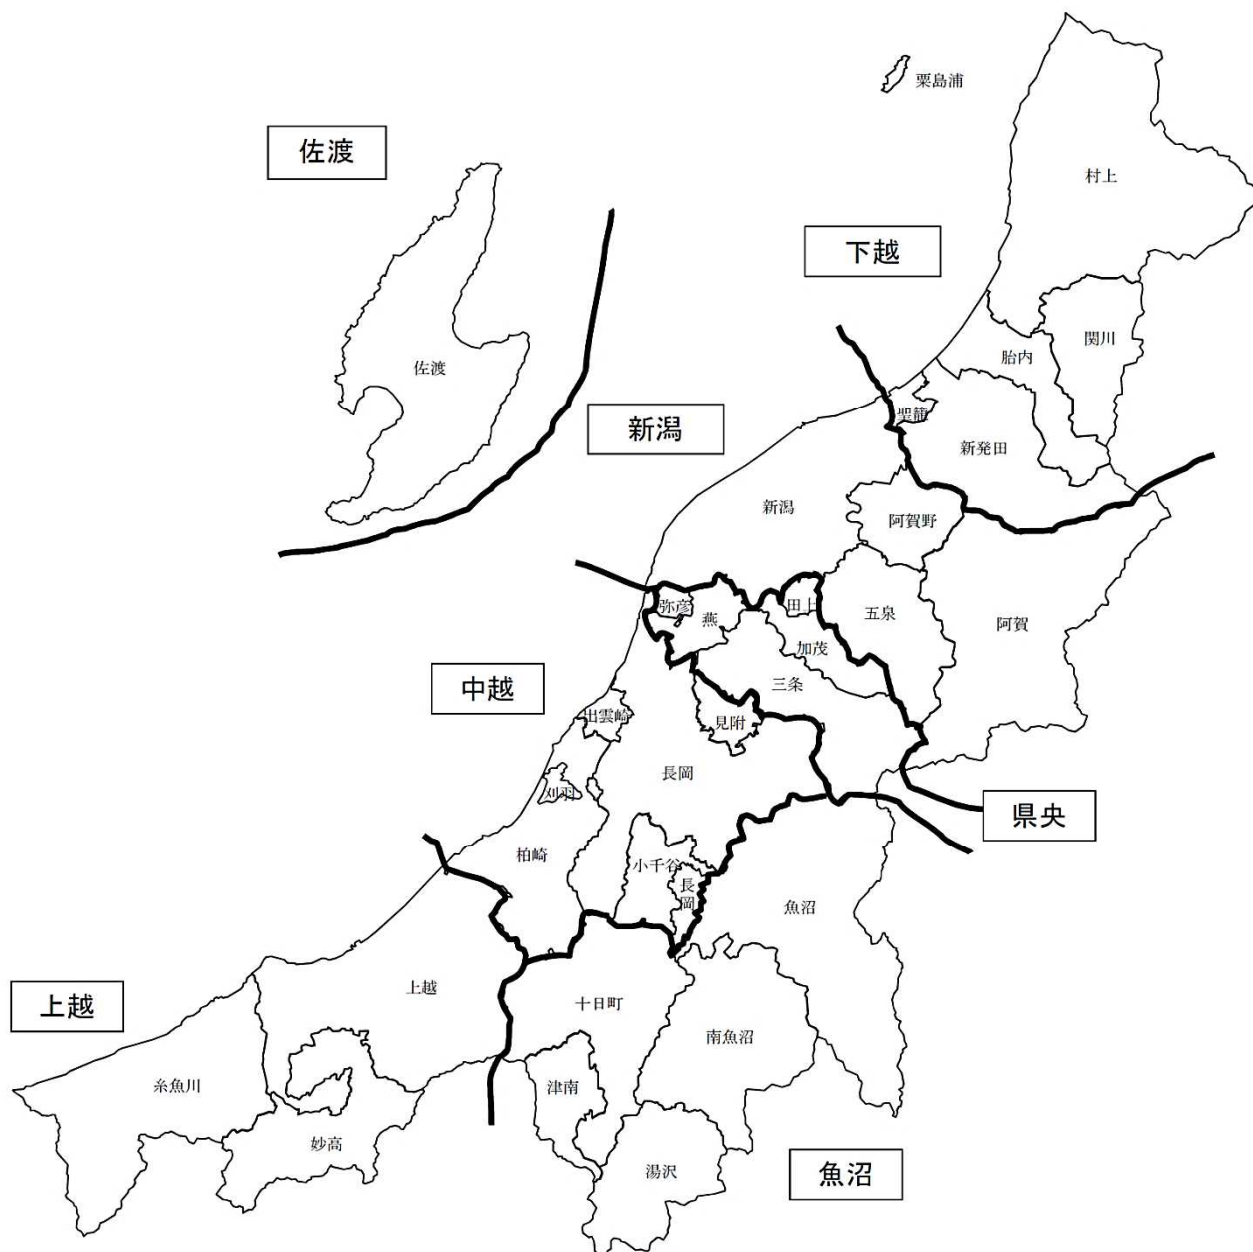 粟島浦
佐渡
村上
下越
関川
胎内
佐渡
聖籠
新潟
新発田
新潟
阿賀野
弥彦
田上
燕
五泉
阿賀
加茂
中越
三条
出雲崎
見附
長岡
刈羽
県央
柏崎
小千谷
長岡
魚沼
上越
上越
十日町
南魚沼
糸魚川
津南
妙高
湯沢
魚沼